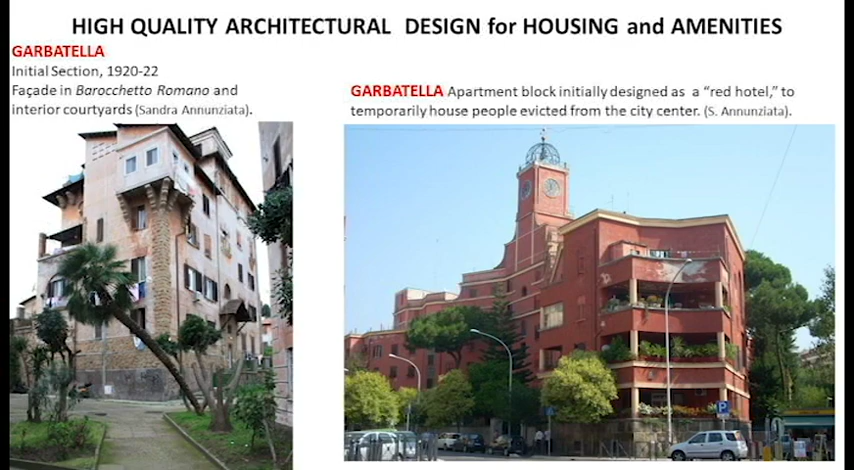 HIGH QUALITY ARCHITECTURAL DESIGN for HOUSING and AMENITIES
GARBATELLA
Initial Section, 1920-22
Façade in Barocchetto Romano and
interior courtyards (Sandra Annunziata).
GARBATELLA Apartment block initially designed as a “red hotel,” to
temporarily house people evicted from the city center. (S. Annunziata).
P